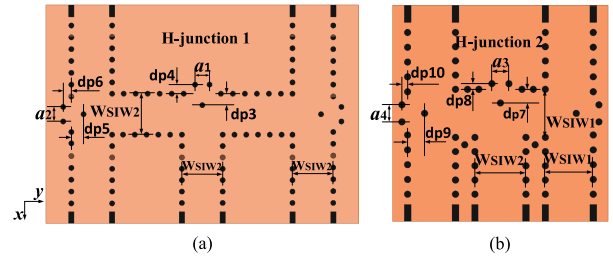 H-junction 1
dp6
dp4
a1
a2
WSIW2
dp3
dp5
WSIW2
WSIW2
y
x
(a)
H-junction 2
dp10
a3
dp8
dp7
a4
WSIW1
dp9
WSIW2
WSIW1
(b)